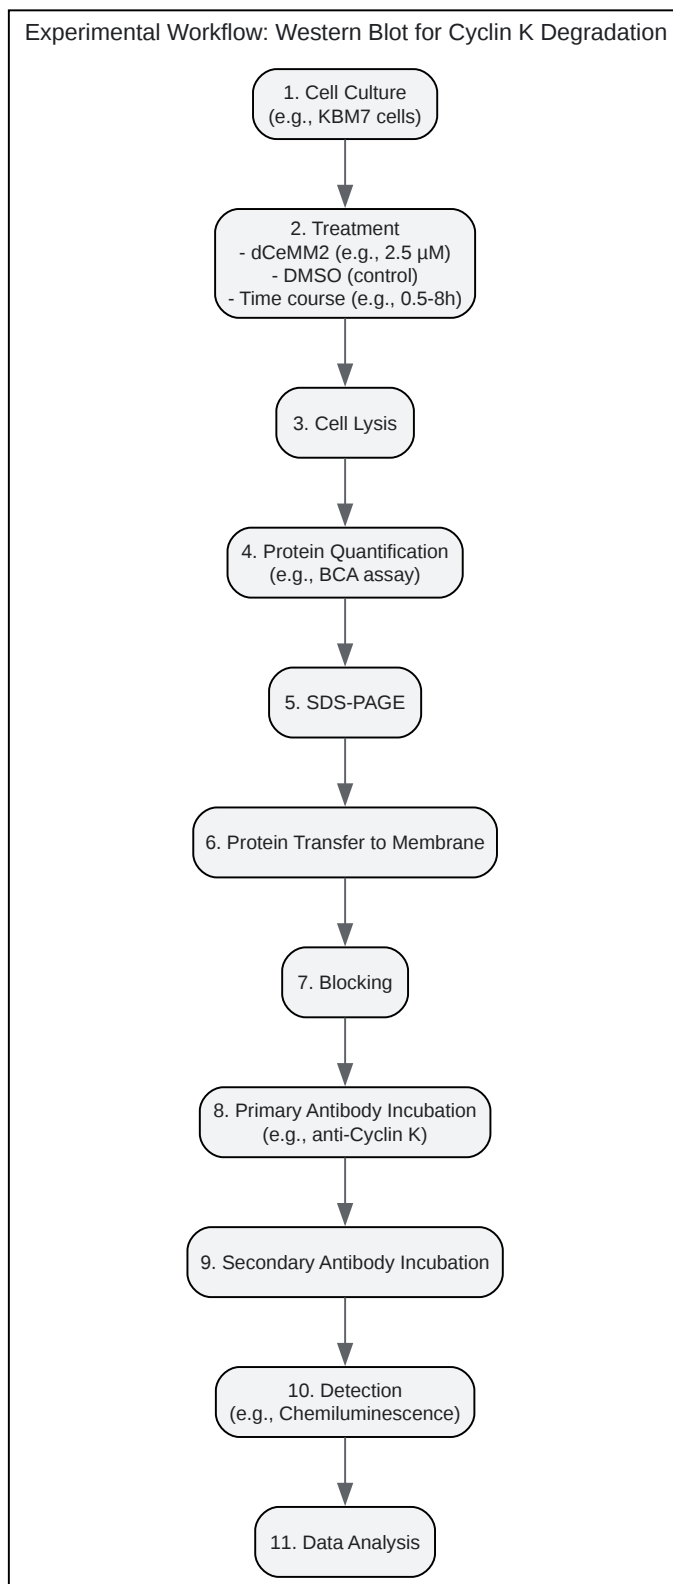 Experimental Workflow: Western Blot for Cyclin K Degradation
1. Cell Culture
(e.g., KBM7 cells)
2. Treatment
- dCeMM2 (e.g., 2.5 µM)
- DMSO (control)
- Time course (e.g., 0.5-8h)
3. Cell Lysis
4. Protein Quantification
(e.g., BCA assay)
5. SDS-PAGE
6. Protein Transfer to Membrane
7. Blocking
8. Primary Antibody Incubation
(e.g., anti-Cyclin K)
9. Secondary Antibody Incubation
10. Detection
(e.g., Chemiluminescence)
11. Data Analysis